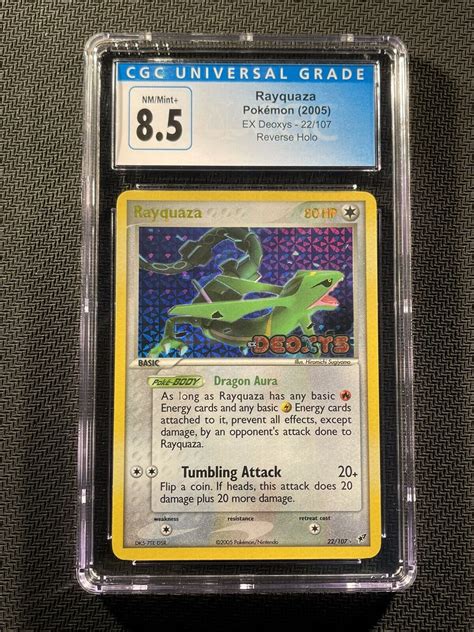 CGC UNIVERSAL GRADE
NM/Mint+
8.5
Rayquaza
Pokémon (2005)
EX Deoxys - 22/107
Reverse Holo
Rayquaza 80 HP
DEOXYS
BASIC
Illus. Hiromichi Sugiyama
Poké-BODY Dragon Aura
As long as Rayquaza has any basic
Energy cards and any basic Energy cards
attached to it, prevent all effects, except
damage, by an opponent's attack done to
Rayquaza.
Tumbling Attack 20+
Flip a coin. If heads, this attack does 20
damage plus 20 more damage.
weakness resistance retreat cost
©2005 Pokémon/Nintendo 22/107